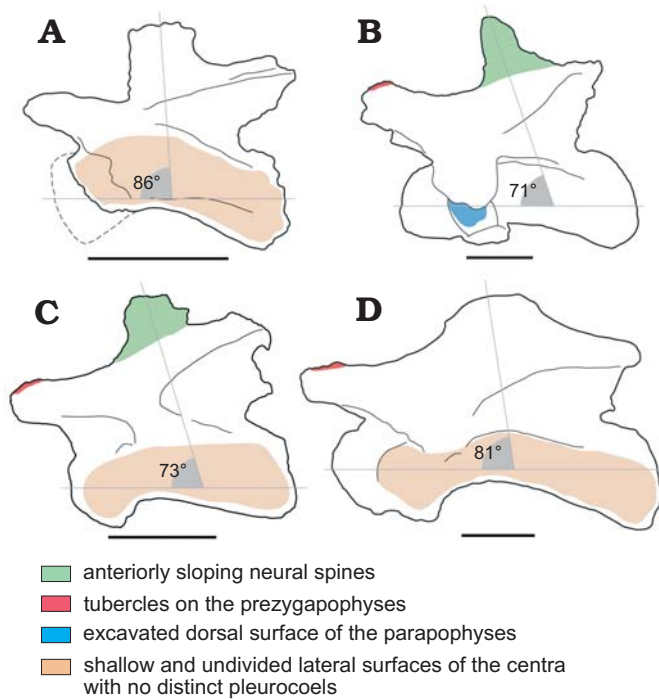 A
B
86°
71°
C
D
73°
81°
anteriorly sloping neural spines
tubercles on the prezygapophyses
excavated dorsal surface of the parapophyses
shallow and undivided lateral surfaces of the centra
with no distinct pleurocoels